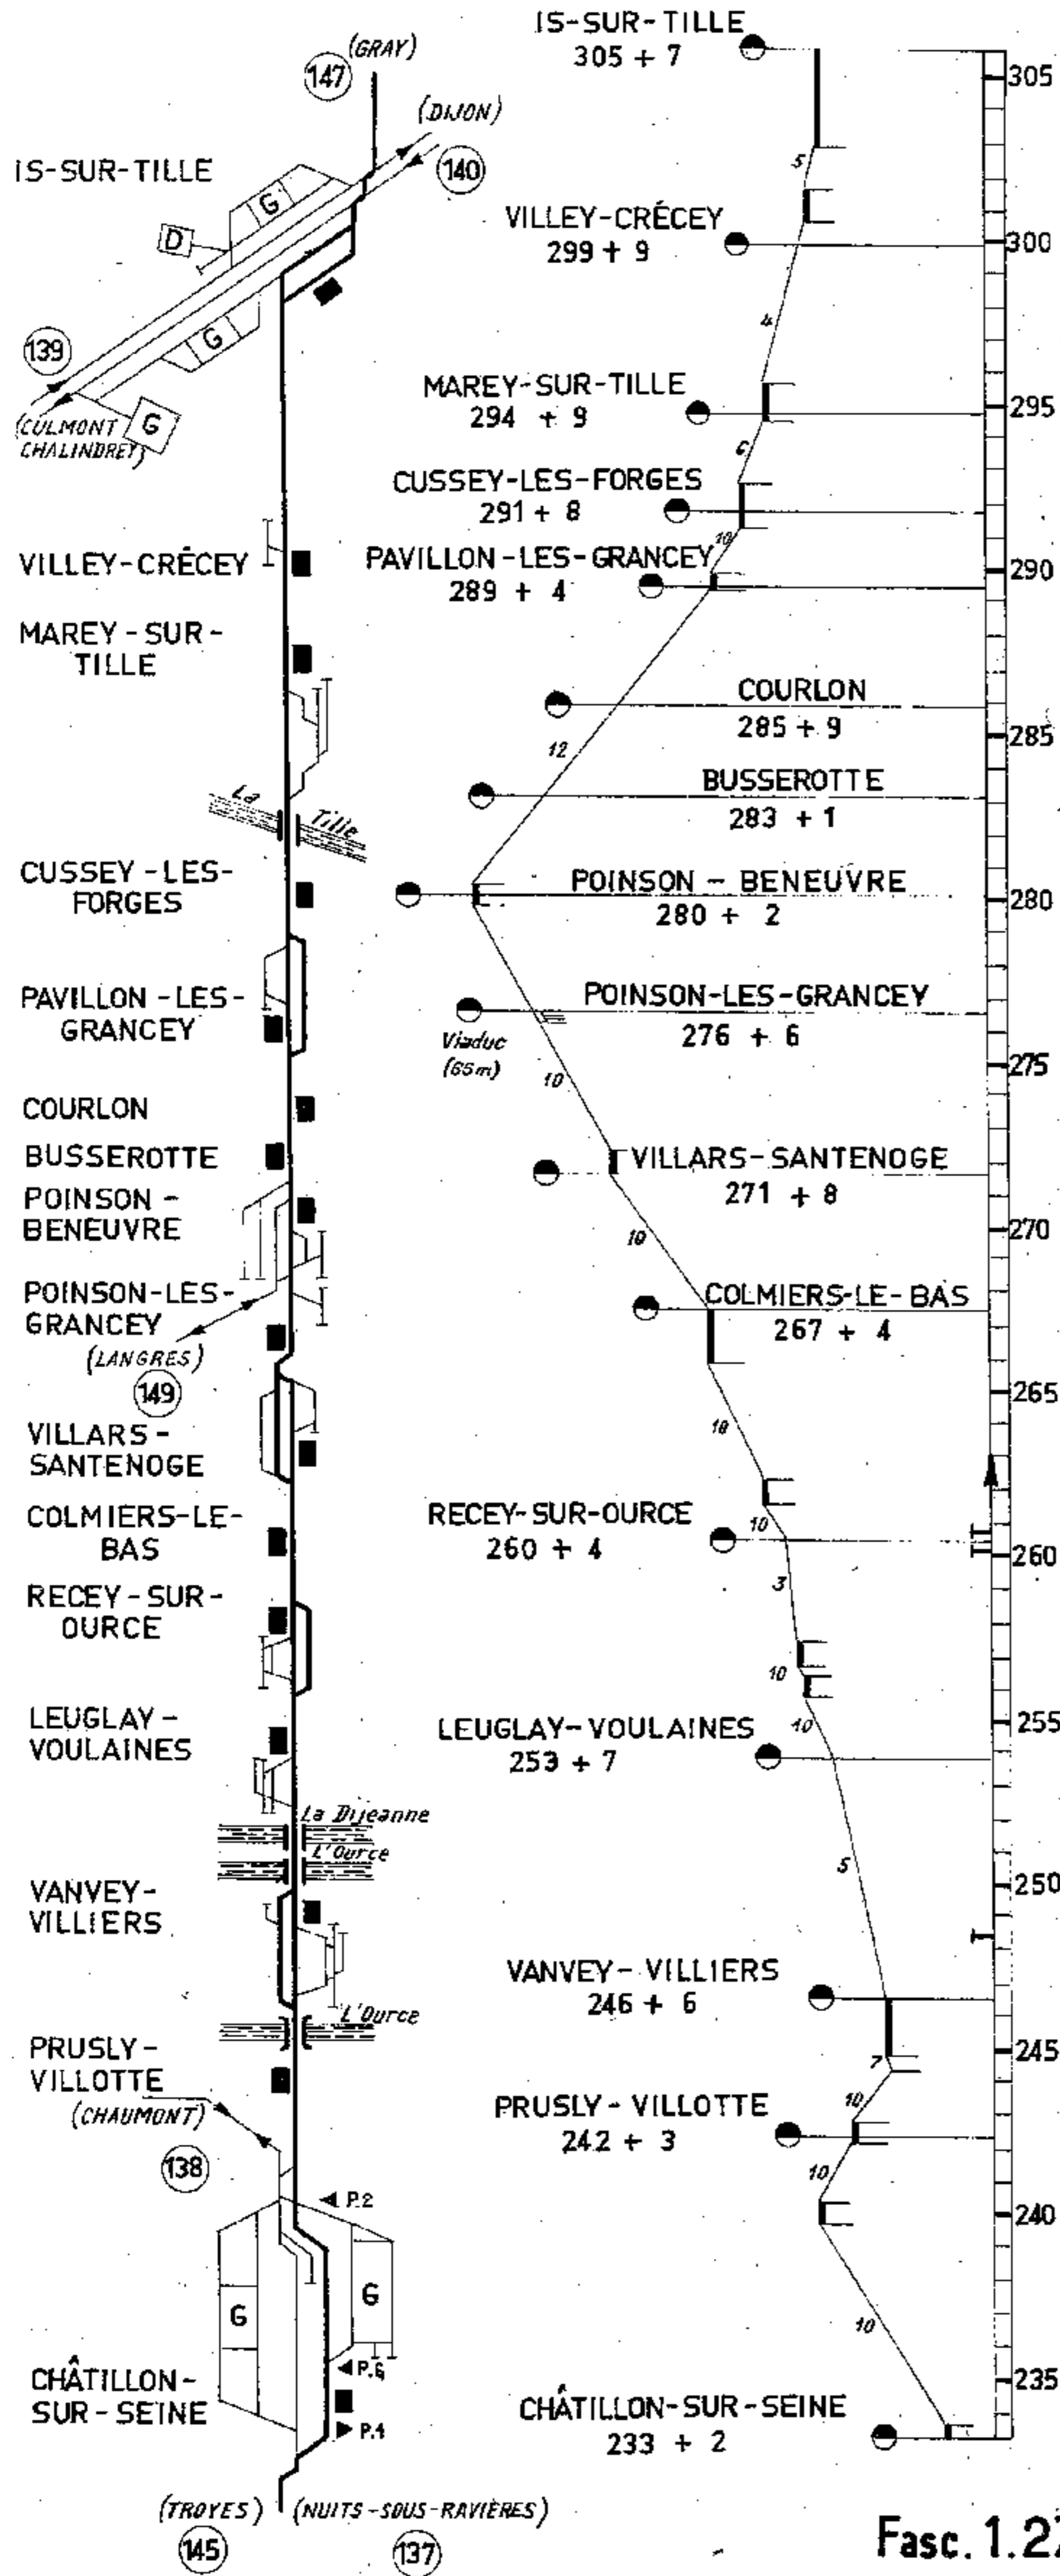 (GRAY)
147
(DIJON)
140
IS-SUR-TILLE
G
D
G
139
(CULMONT
CHALINDREY)
G
VILLEY-CRÉCEY
MAREY-SUR-
TILLE
La Tille
CUSSEY-LES-
FORGES
PAVILLON-LES-
GRANCEY
COURLON
BUSSEROTTE
POINSON-
BENEUVRE
POINSON-LES-
GRANCEY
(LANGRES)
149
VILLARS-
SANTENOGE
COLMIERS-LE-
BAS
RECEY-SUR-
OURCE
LEUGLAY-
VOULAINES
La Dijeanne
L'Ource
VANVEY-
VILLIERS
L'Ource
PRUSLY-
VILLOTTE
(CHAUMONT)
138
P.2
G
G
P.6
CHÂTILLON-
SUR-SEINE
P.1
(TROYES)
(NUITS-SOUS-RAVIÈRES)
145
137
IS-SUR-TILLE
305 + 7
5
VILLEY-CRÉCEY
299 + 9
4
MAREY-SUR-TILLE
294 + 9
6
CUSSEY-LES-FORGES
291 + 8
10
PAVILLON-LES-GRANCEY
289 + 4
COURLON
285 + 9
12
BUSSEROTTE
283 + 1
POINSON - BENEUVRE
280 + 2
POINSON-LES-GRANCEY
276 + 6
Viaduc
(65m)
10
VILLARS-SANTENOGE
271 + 8
10
COLMIERS-LE-BAS
267 + 4
10
RECEY-SUR-OURCE
260 + 4
10
3
10
10
LEUGLAY-VOULAINES
253 + 7
5
VANVEY-VILLIERS
246 + 6
7
10
PRUSLY-VILLOTTE
242 + 3
10
10
CHÂTILLON-SUR-SEINE
233 + 2
305
300
295
290
285
280
275
270
265
260
255
250
245
240
235
Fasc. 1.2